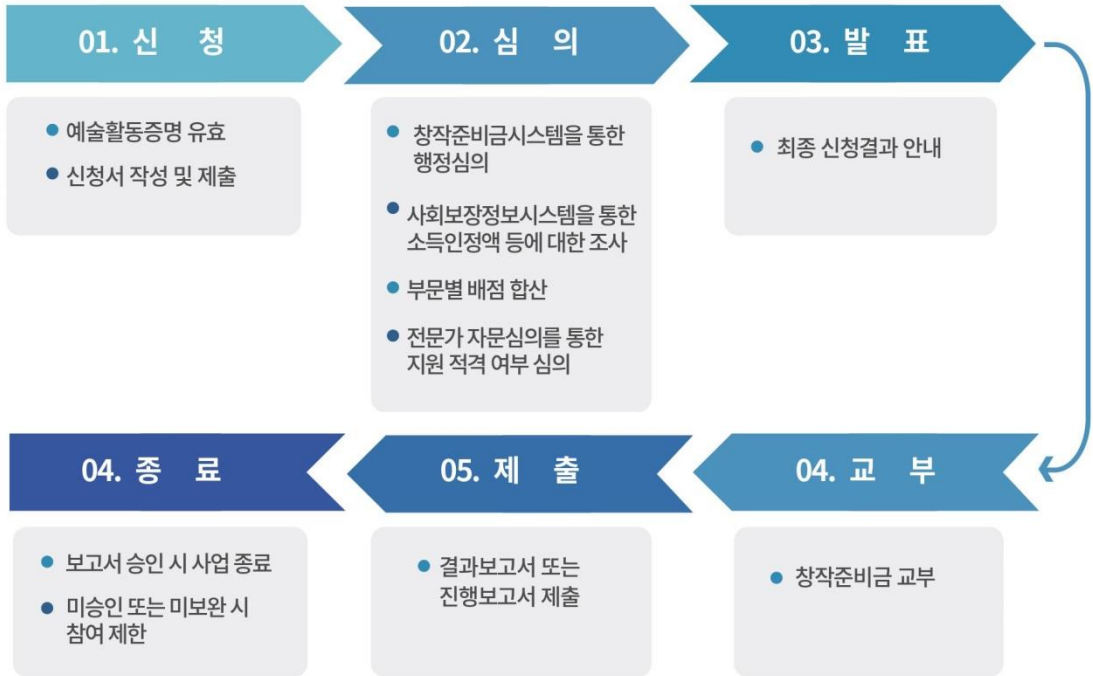 01. 신 청
예술활동증명 유효
신청서 작성 및 제출
02. 심 의
창작준비금시스템을 통한
행정심의
사회보장정보시스템을 통한
소득인정액 등에 대한 조사
부문별 배점 합산
전문가 자문심의를 통한
지원 적격 여부 심의
03. 발 표
최종 신청결과 안내
04. 교 부
창작준비금 교부
05. 제 출
결과보고서 또는
진행보고서 제출
04. 종 료
보고서 승인 시 사업 종료
미승인 또는 미보완 시
참여 제한